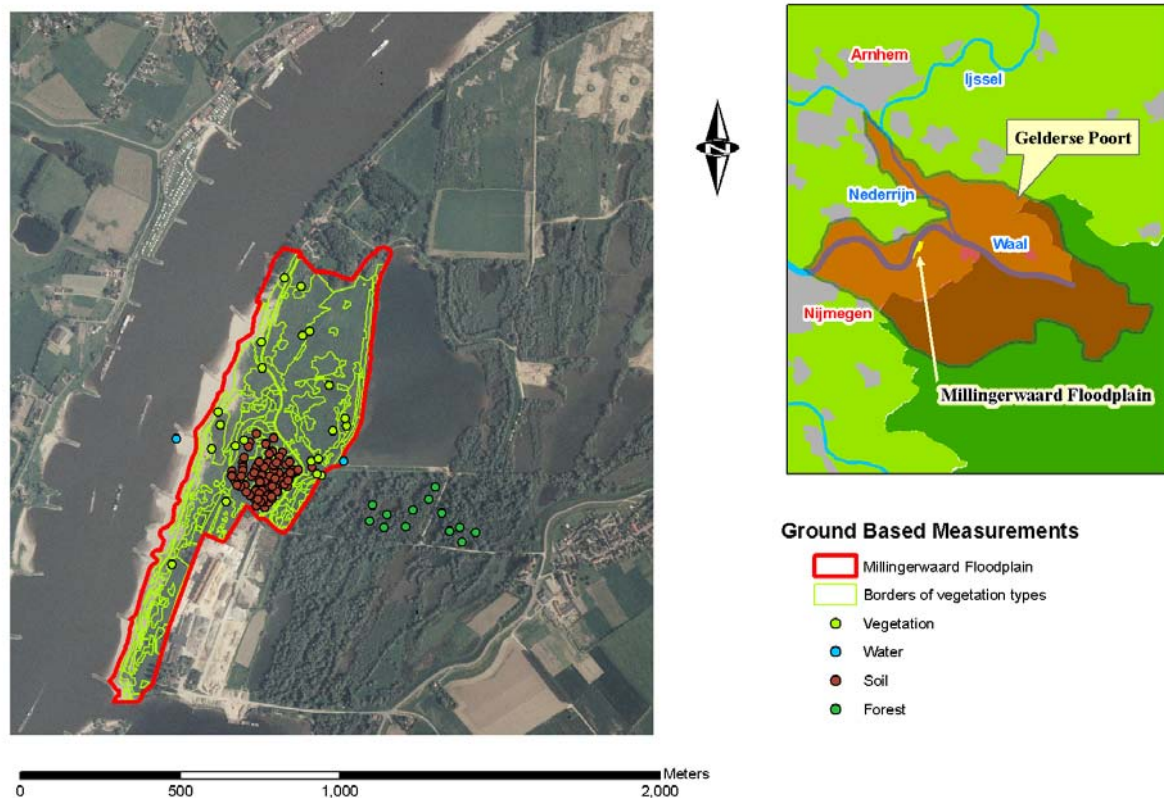 Arnhem
Ijssel
Gelderse Poort
Nederrijn
Waal
Nijmegen
Millingerwaard Floodplain
N
Ground Based Measurements
Millingerwaard Floodplain
Borders of vegetation types
Vegetation
Water
Soil
Forest
Meters
0 500 1,000 2,000